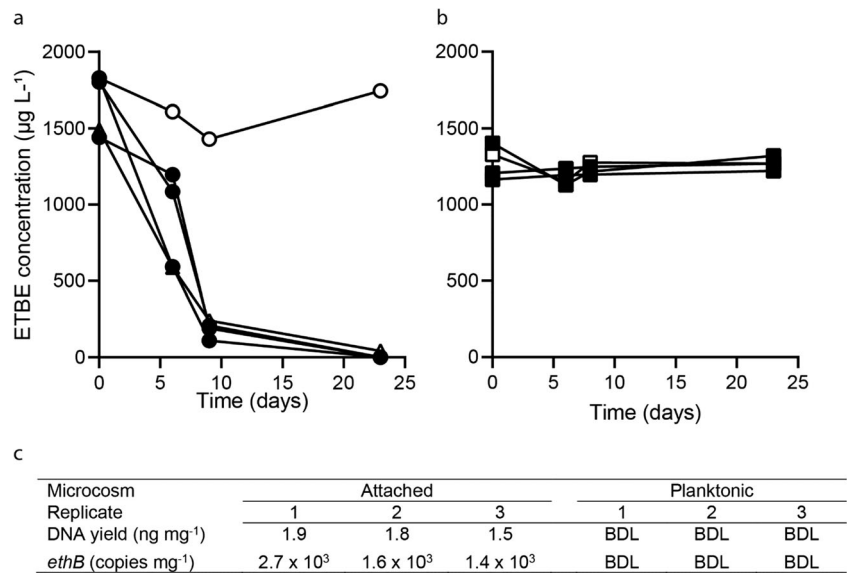 a
b
2000
1500
1000
500
0
ETBE concentration (µg L⁻¹)
0 5 10 15 20 25
Time (days)
2000
1500
1000
500
0
0 5 10 15 20 25
Time (days)
c
Microcosm Attached Planktonic
Replicate 1 2 3 1 2 3
DNA yield (ng mg⁻¹) 1.9 1.8 1.5 BDL BDL BDL
ethB (copies mg⁻¹) 2.7 x 10³ 1.6 x 10³ 1.4 x 10³ BDL BDL BDL